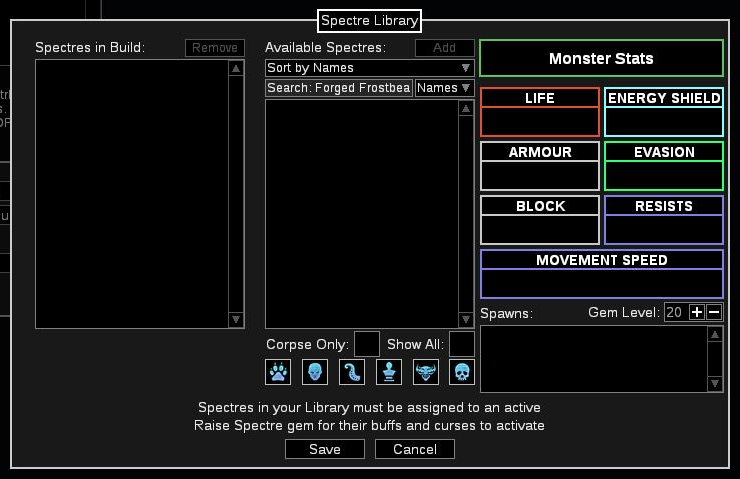 Spectre Library
Spectres in Build:
Remove
Available Spectres:
Add
Sort by Names
Search: Forged Frostbea
Names
Monster Stats
LIFE
ENERGY SHIELD
ARMOUR
EVASION
BLOCK
RESISTS
MOVEMENT SPEED
Spawns:
Gem Level: 20
Corpse Only:
Show All:
Spectres in your Library must be assigned to an active
Raise Spectre gem for their buffs and curses to activate
Save
Cancel